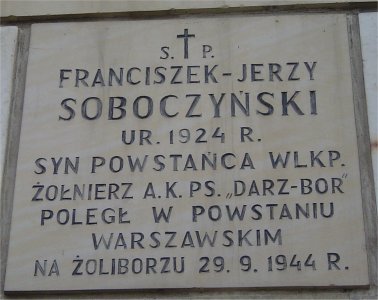 Ś. P.
FRANCISZEK-JERZY
SOBOCZYŃSKI
UR. 1924 R.
SYN POWSTAŃCA WLKP.
ŻOŁNIERZ A.K. PS. „DARZ-BOR"
POLEGŁ W POWSTANIU
WARSZAWSKIM
NA ŻOLIBORZU 29. 9. 1944 R.